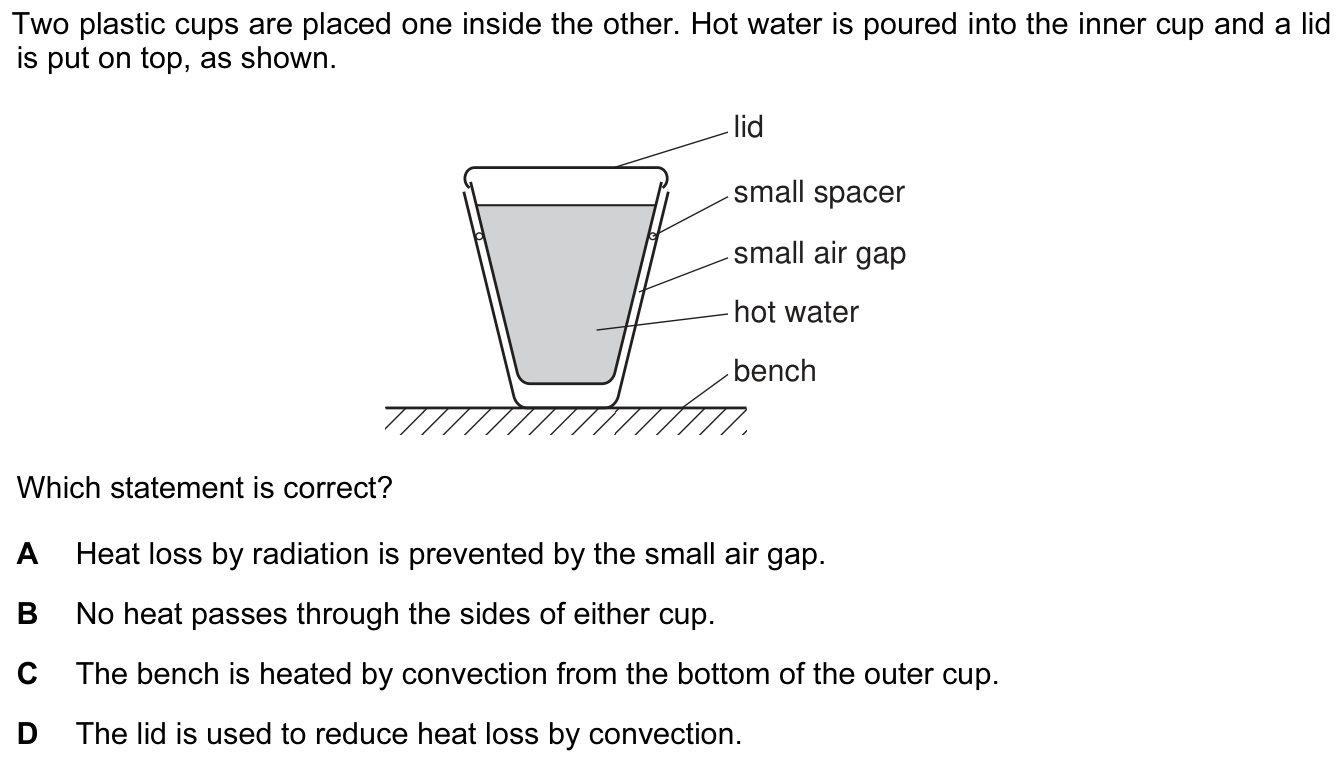 Two plastic cups are placed one inside the other. Hot water is poured into the inner cup and a lid
is put on top, as shown.
lid
small spacer
small air gap
hot water
bench
Which statement is correct?
A Heat loss by radiation is prevented by the small air gap.
B No heat passes through the sides of either cup.
C The bench is heated by convection from the bottom of the outer cup.
D The lid is used to reduce heat loss by convection.